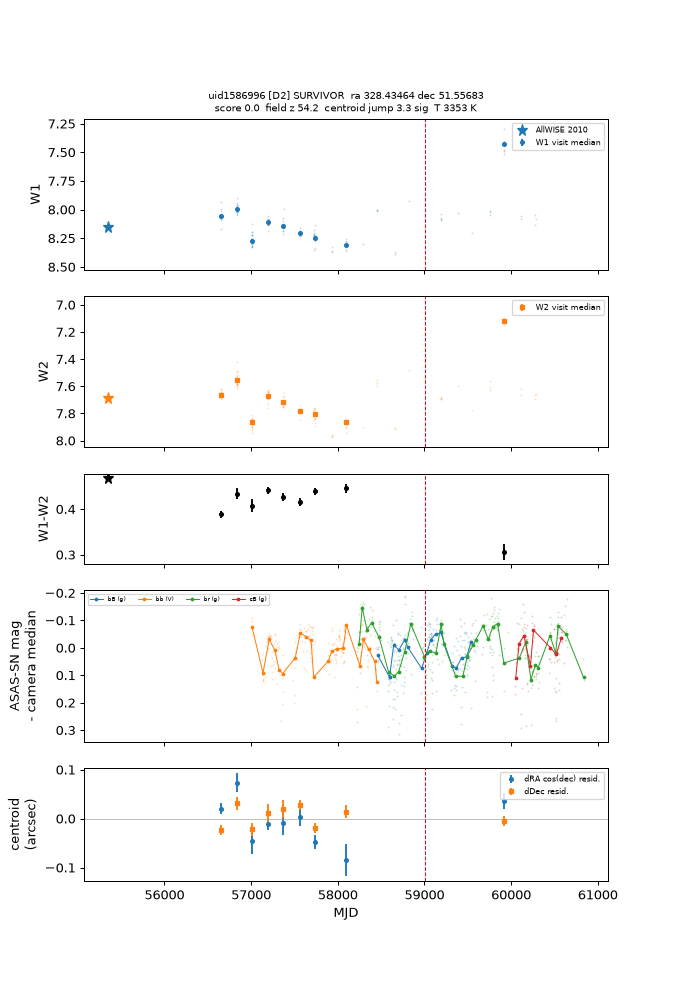 uid1586996 [D2] SURVIVOR ra 328.43464 dec 51.55683
score 0.0 field z 54.2 centroid jump 3.3 sig T 3353 K
7.25
7.50
7.75
8.00
8.25
8.50
W1
AllWISE 2010
W1 visit median
7.0
7.2
7.4
7.6
7.8
8.0
W2
W2 visit median
0.4
0.3
W1-W2
−0.2
−0.1
0.0
0.1
0.2
0.3
ASAS-SN mag
- camera median
bB (g)
bb (V)
br (g)
cB (g)
0.1
0.0
−0.1
centroid
(arcsec)
dRA cos(dec) resid.
dDec resid.
56000
57000
58000
59000
60000
61000
MJD